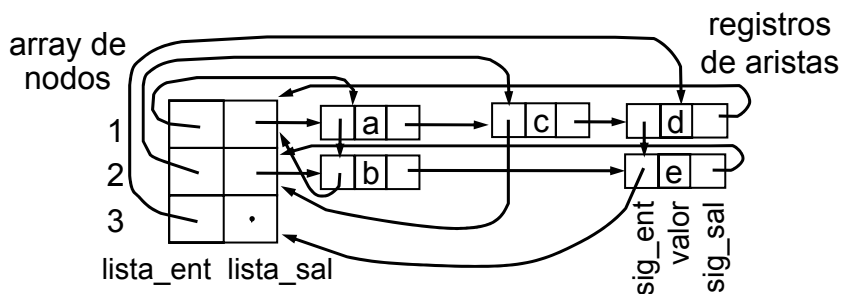 array de
nodos
registros
de aristas
1
a
c
d
2
b
e
3
lista_ent
lista_sal
sig_ent
valor
sig_sal